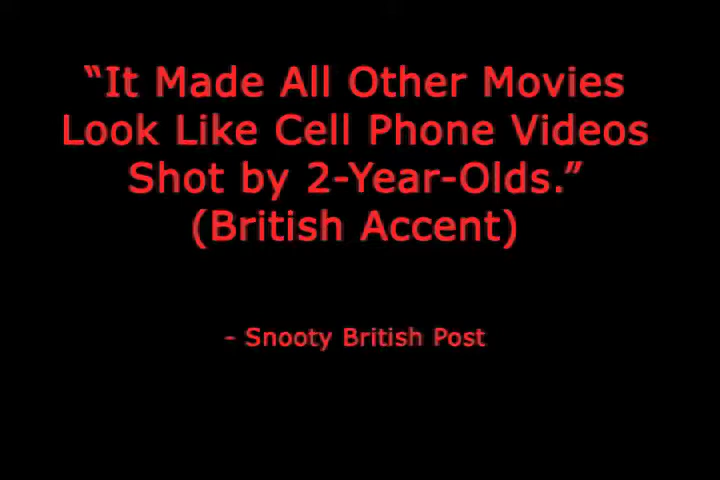 “It Made All Other Movies
Look Like Cell Phone Videos
Shot by 2-Year-Olds.”
(British Accent)
- Snooty British Post